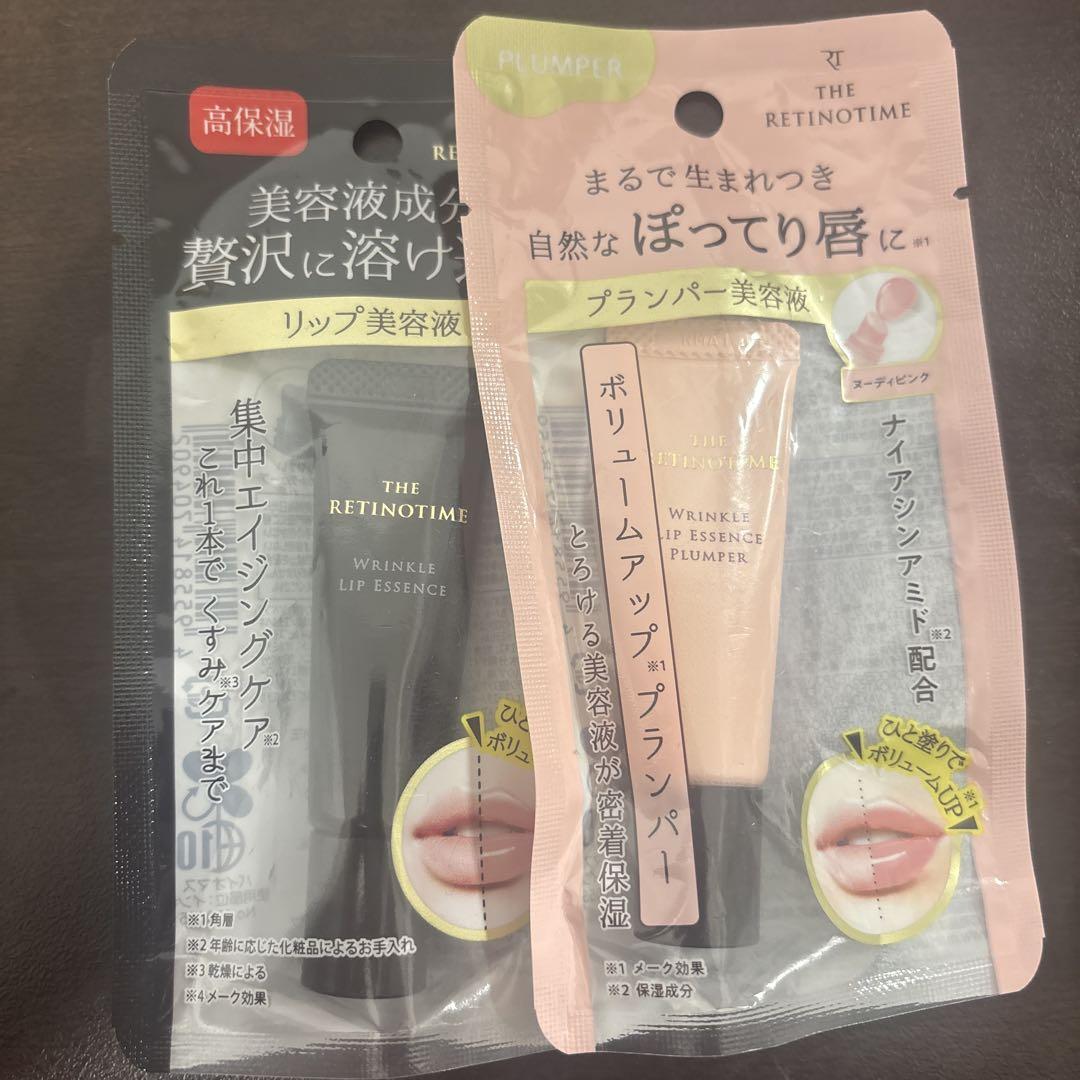 高保湿
RE
美容液成分
贅沢に溶け
リップ美容液
集中エイジングケア※2
これ1本で くすみケアまで
※3
THE
RETINOTIME
WRINKLE
LIP ESSENCE
ひと
ボリュ
※1 角層
※2 年齢に応じた化粧品によるお手入れ
※3 乾燥による
※4 メーク効果
PLUMPER
RT
THE
RETINOTIME
まるで生まれつき
自然な ぽってり唇に※1
プランパー美容液
ヌーディピンク
ボリュームアップ※1プランパー
とろける美容液が密着保湿
THE
RETINOTIME
WRINKLE
LIP ESSENCE
PLUMPER
ナイアシンアミド※2配合
ひと塗りで
ボリュームUP※1
※1 メーク効果
※2 保湿成分